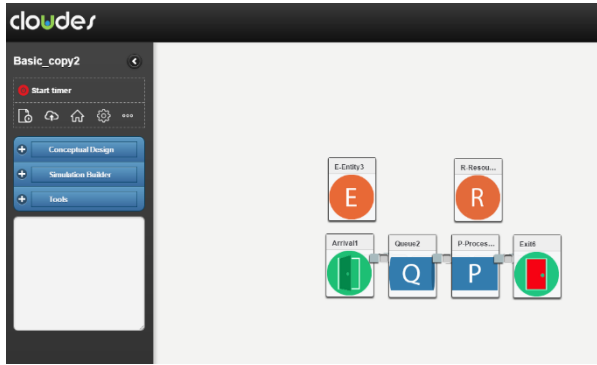 cloudes
Basic_copy2
Start timer
Conceptual Design
Simulation Builder
Tools
E-Entity3
R-Resou...
E
R
Arrival1
Queue2
P-Proces...
Exit6
Q
P